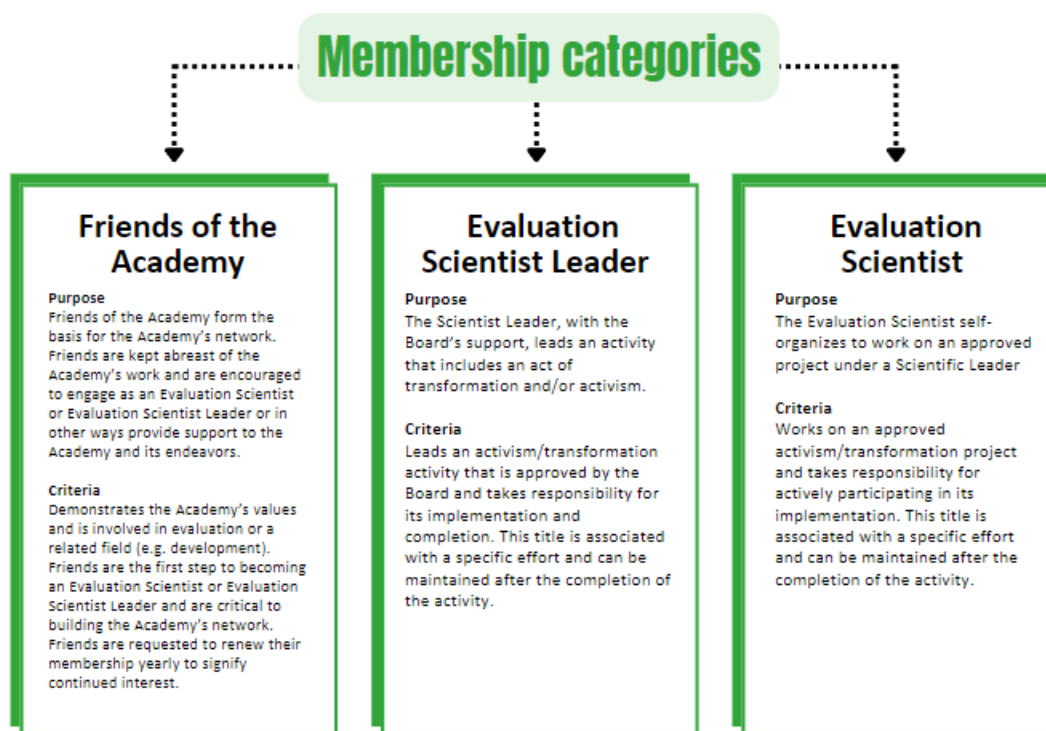 Membership categories
Friends of the
Academy
Purpose
Friends of the Academy form the
basis for the Academy's network.
Friends are kept abreast of the
Academy's work and are encouraged
to engage as an Evaluation Scientist
or Evaluation Scientist Leader or in
other ways provide support to the
Academy and its endeavors.
Criteria
Demonstrates the Academy's values
and is involved in evaluation or a
related field (e.g. development).
Friends are the first step to becoming
an Evaluation Scientist or Evaluation
Scientist Leader and are critical to
building the Academy's network.
Friends are requested to renew their
membership yearly to signify
continued interest.
Evaluation
Scientist Leader
Purpose
The Scientist Leader, with the
Board's support, leads an activity
that includes an act of
transformation and/or activism.
Criteria
Leads an activism/transformation
activity that is approved by the
Board and takes responsibility for
its implementation and
completion. This title is associated
with a specific effort and can be
maintained after the completion of
the activity.
Evaluation
Scientist
Purpose
The Evaluation Scientist self-
organizes to work on an approved
project under a Scientific Leader
Criteria
Works on an approved
activism/transformation project
and takes responsibility for
actively participating in its
implementation. This title is
associated with a specific effort
and can be maintained after the
completion of the activity.